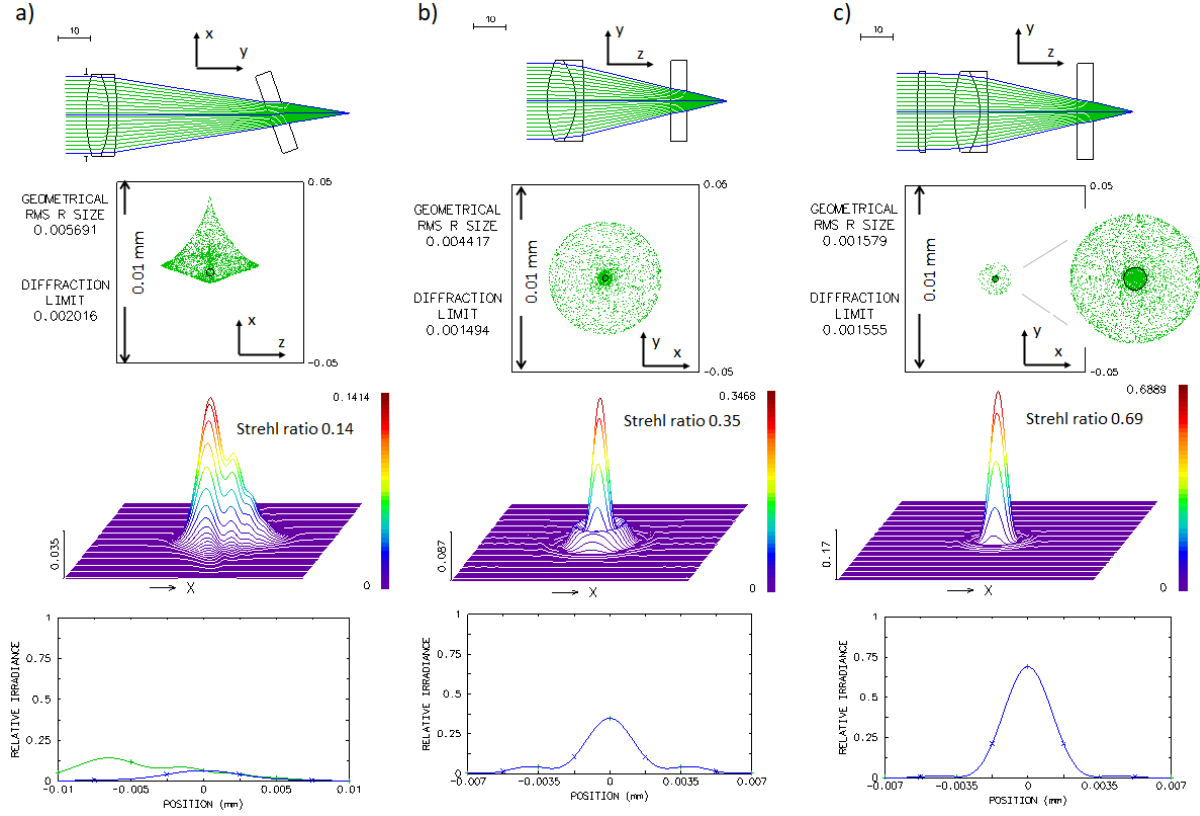 a)
10
x
y
GEOMETRICAL
RMS R SIZE
0.005691
DIFFRACTION
LIMIT
0.002016
0.01 mm
0.05
-0.05
x
z
0.1414
0
Strehl ratio 0.14
0.035
X
RELATIVE IRRADIANCE
1
0.75
0.5
0.25
0
-0.01
-0.005
0
0.005
0.01
POSITION (mm)
b)
10
y
z
GEOMETRICAL
RMS R SIZE
0.004417
DIFFRACTION
LIMIT
0.001494
0.01 mm
0.05
-0.05
y
x
0.3468
0
Strehl ratio 0.35
0.087
X
RELATIVE IRRADIANCE
1
0.75
0.5
0.25
0
-0.007
-0.0035
0
0.0035
0.007
POSITION (mm)
c)
10
y
z
GEOMETRICAL
RMS R SIZE
0.001579
DIFFRACTION
LIMIT
0.001555
0.01 mm
0.05
-0.05
y
x
0.6889
0
Strehl ratio 0.69
0.17
X
RELATIVE IRRADIANCE
1
0.75
0.5
0.25
0
-0.007
-0.0035
0
0.0035
0.007
POSITION (mm)